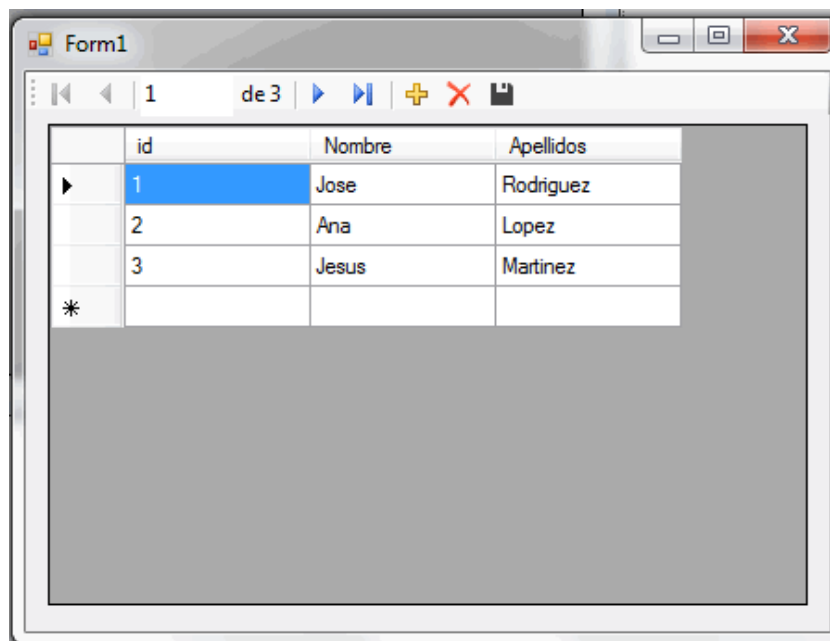 Form1
1 de 3
id Nombre Apellidos
1 Jose Rodriguez
2 Ana Lopez
3 Jesus Martinez